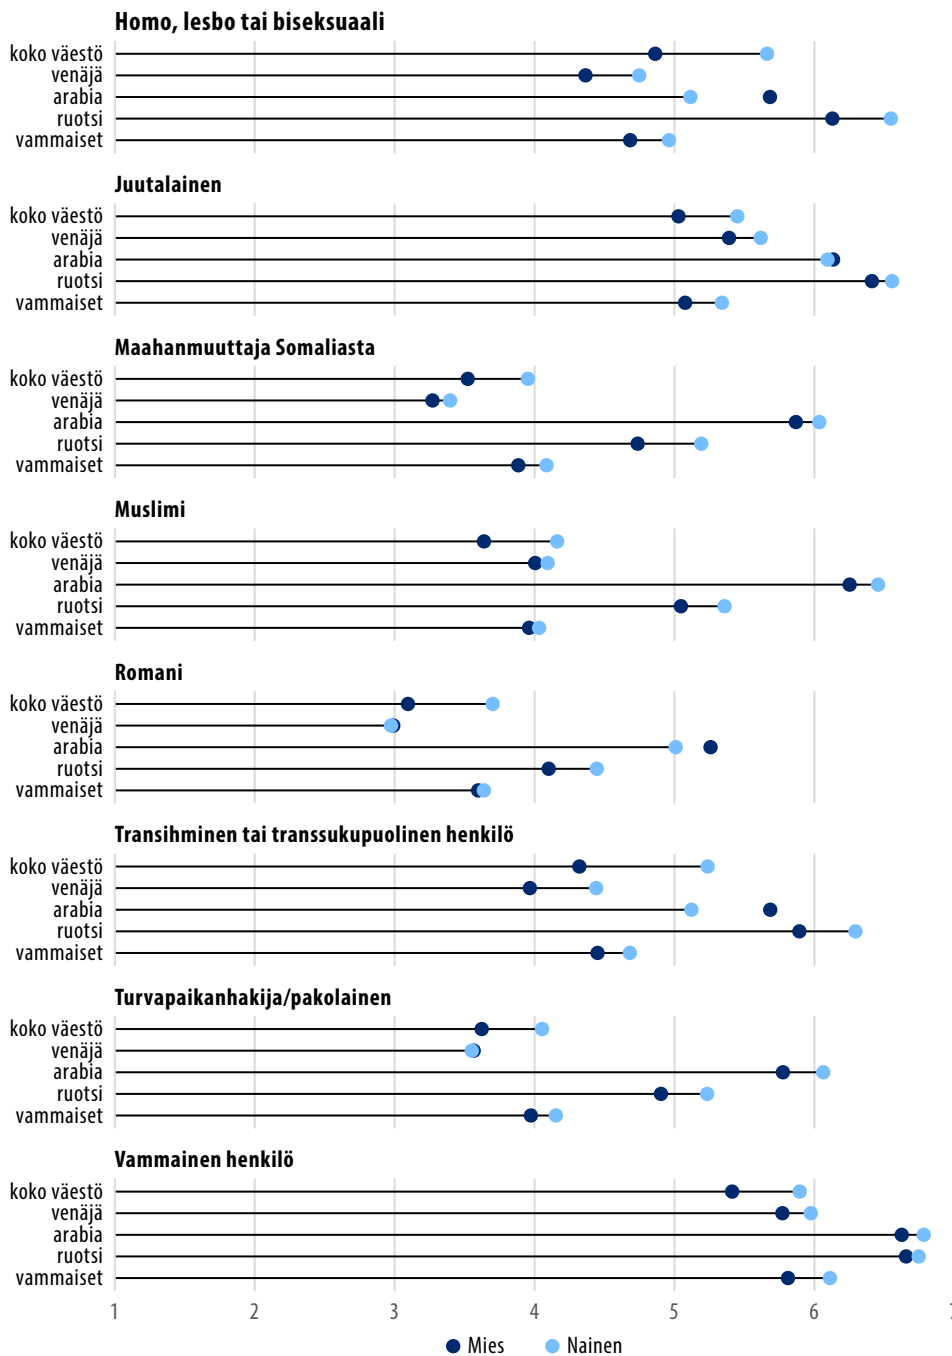 Homo, lesbo tai biseksuaali
koko väestö
venäjä
arabia
ruotsi
vammaiset
Juutalainen
koko väestö
venäjä
arabia
ruotsi
vammaiset
Maahanmuuttaja Somaliasta
koko väestö
venäjä
arabia
ruotsi
vammaiset
Muslimi
koko väestö
venäjä
arabia
ruotsi
vammaiset
Romani
koko väestö
venäjä
arabia
ruotsi
vammaiset
Transihminen tai transsukupuolinen henkilö
koko väestö
venäjä
arabia
ruotsi
vammaiset
Turvapaikanhakija/pakolainen
koko väestö
venäjä
arabia
ruotsi
vammaiset
Vammainen henkilö
koko väestö
venäjä
arabia
ruotsi
vammaiset
1 2 3 4 5 6 7
Mies Nainen